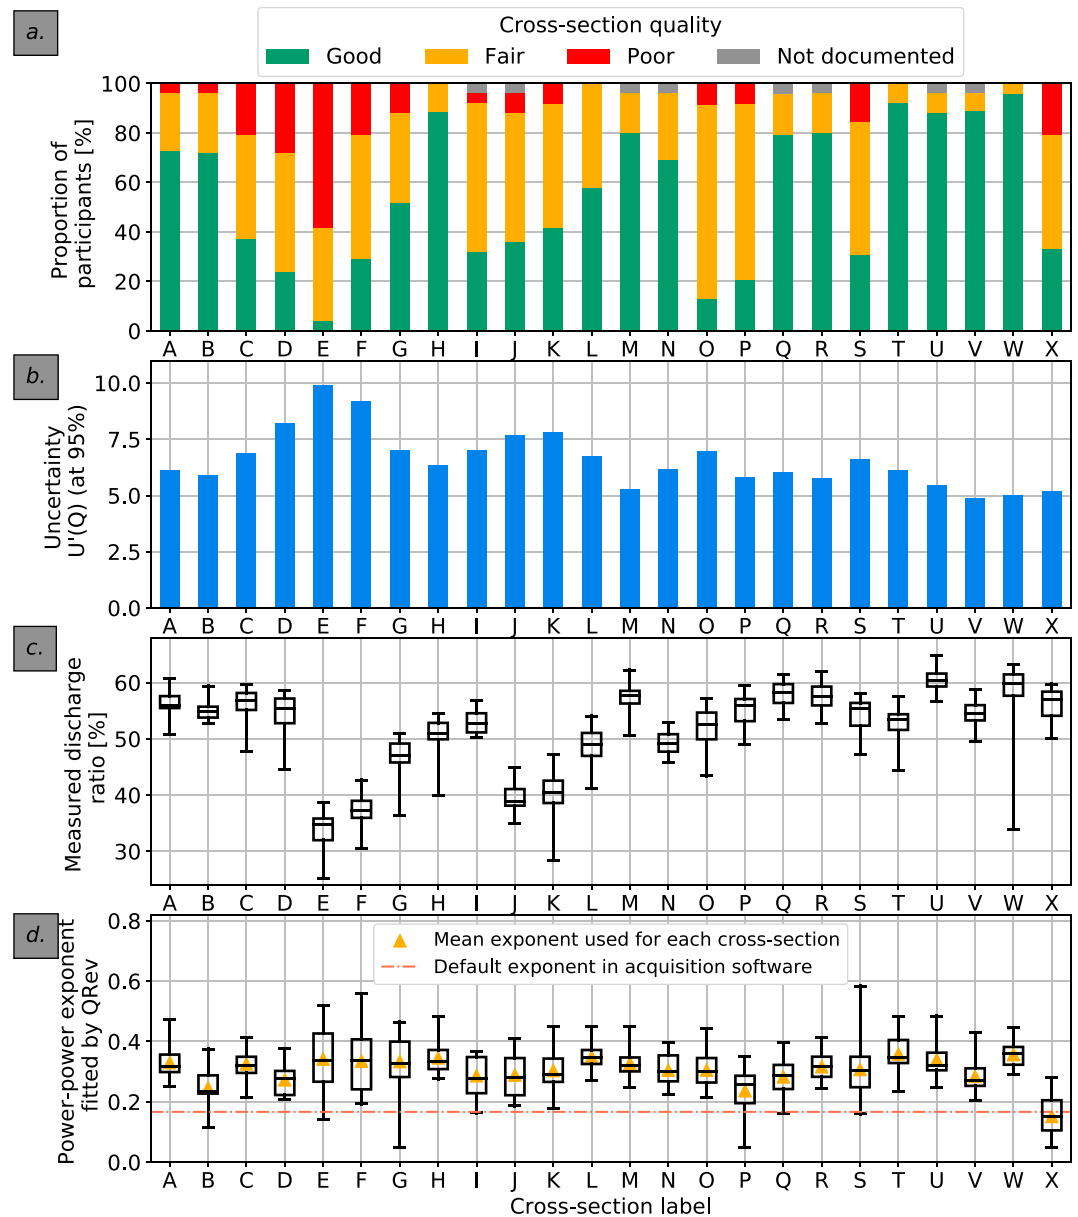 a.
Cross-section quality
Good Fair Poor Not documented
Proportion of
participants [%]
100
80
60
40
20
0
A B C D E F G H I J K L M N O P Q R S T U V W X
b.
Uncertainty
U'(Q) (at 95%)
10.0
7.5
5.0
2.5
0.0
A B C D E F G H I J K L M N O P Q R S T U V W X
c.
Measured discharge
ratio [%]
60
50
40
30
A B C D E F G H I J K L M N O P Q R S T U V W X
d.
Power-power exponent
fitted by QRev
0.8
0.6
0.4
0.2
0.0
Mean exponent used for each cross-section
Default exponent in acquisition software
A B C D E F G H I J K L M N O P Q R S T U V W X
Cross-section label